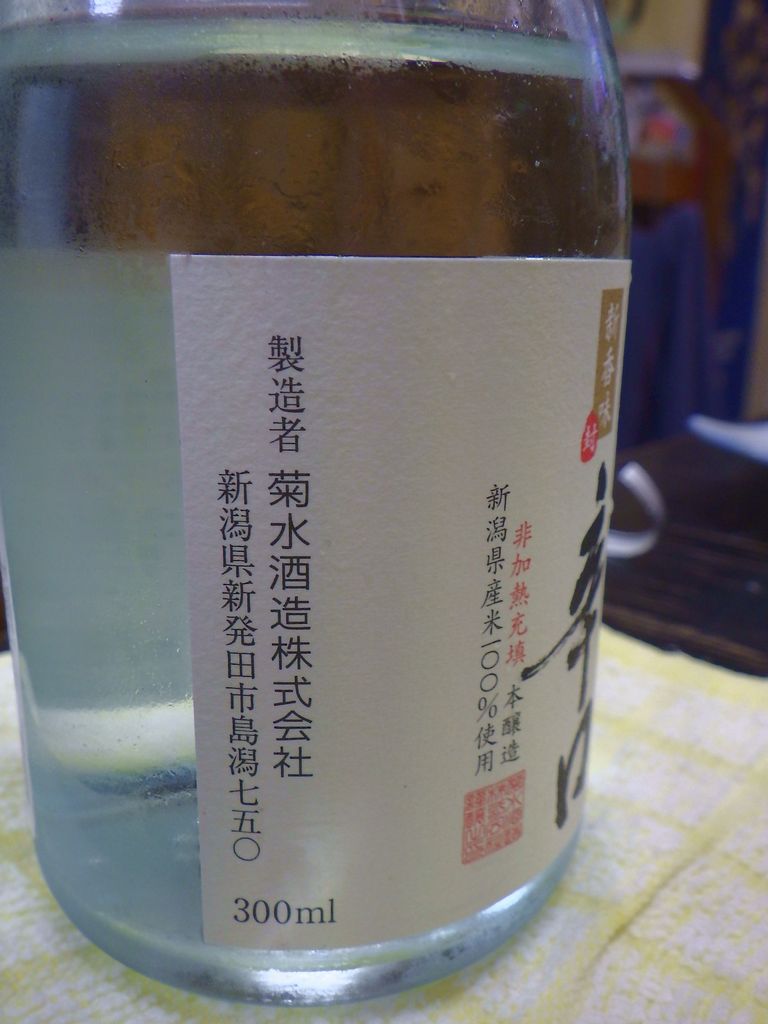 新香味
封
辛口
非加熱充填 本醸造
新潟県産米一〇〇%使用
製造者 菊水酒造株式会社
新潟県新発田市島潟七五〇
300ml